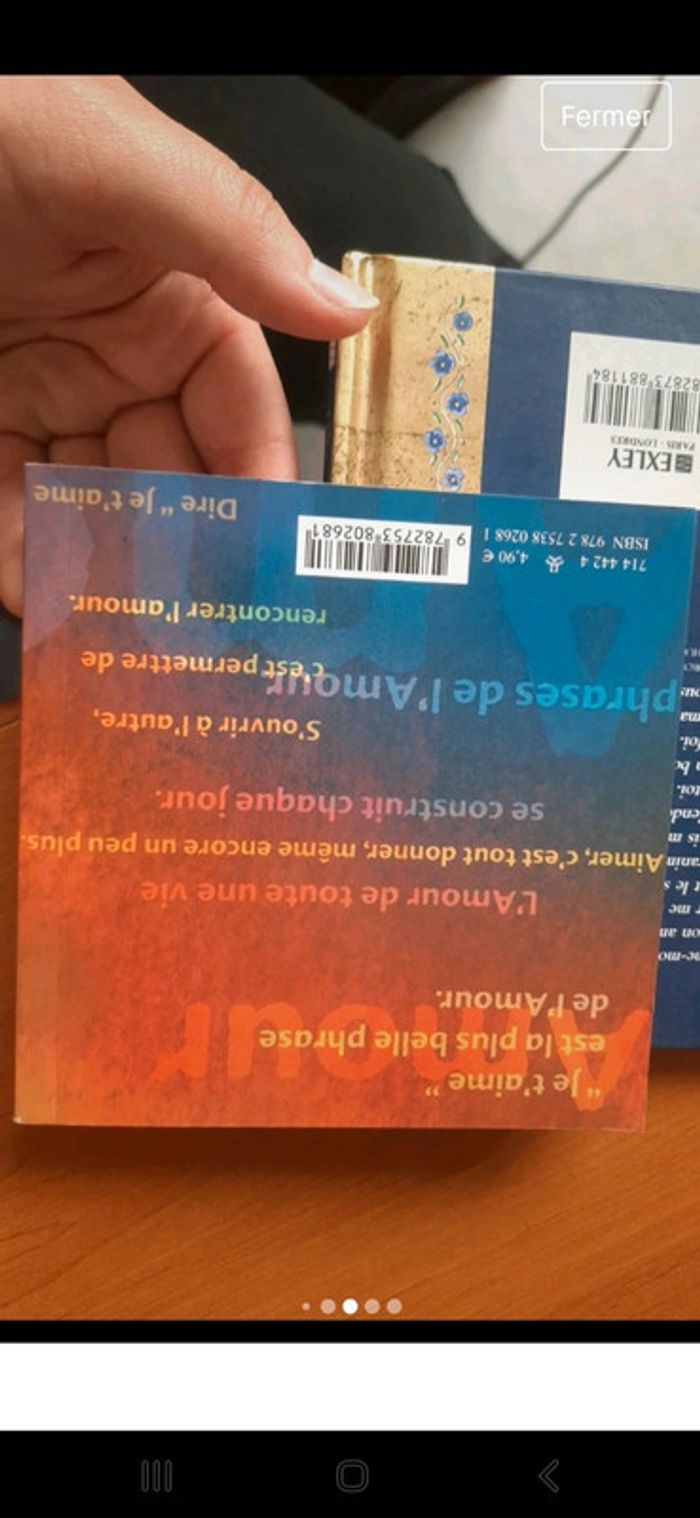 Fermer
“ je t'aime ”
est la plus belle phrase
de l'Amour.
Amour
L'Amour de toute une vie
Aimer, c'est tout donner, même encore un peu plus.
se construit chaque jour.
S'ouvrir à l'autre,
phrases de l'Amour
c'est permettre de
rencontrer l'amour.
714 442 4 4,90 €
ISBN 978 2 7538 0268 1
9 782753 802681
Dire “ je t'aime
EXLEY
PARIS - LONDRES
82873 881184